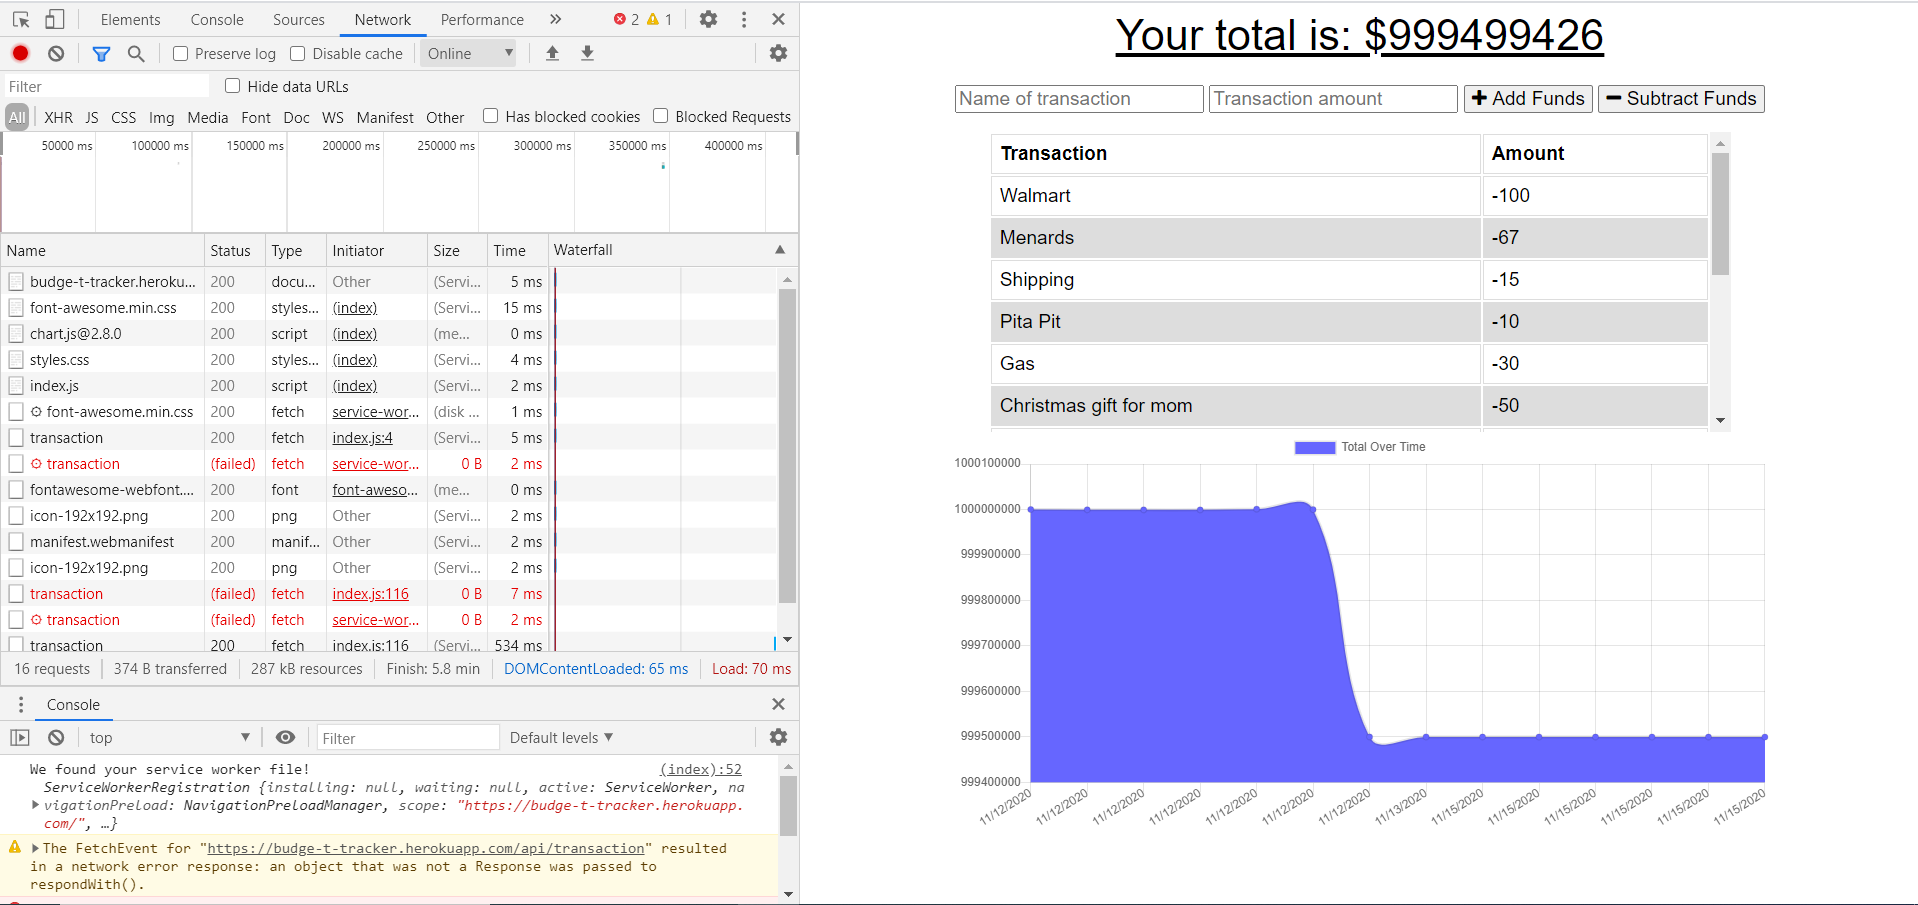 Elements Console Sources Network Performance » 2 1
Preserve log Disable cache Online
Filter Hide data URLs
All XHR JS CSS Img Media Font Doc WS Manifest Other Has blocked cookies Blocked Requests
50000 ms 100000 ms 150000 ms 200000 ms 250000 ms 300000 ms 350000 ms 400000 ms
Name Status Type Initiator Size Time Waterfall
budge-t-tracker.heroku... 200 docu... Other (Servi... 5 ms
font-awesome.min.css 200 styles... (index) (Servi... 15 ms
chart.js@2.8.0 200 script (index) (me... 0 ms
styles.css 200 styles... (index) (Servi... 4 ms
index.js 200 script (index) (Servi... 2 ms
font-awesome.min.css 200 fetch service-wor... (disk ... 1 ms
transaction 200 fetch index.js:4 (Servi... 5 ms
transaction (failed) fetch service-wor... 0 B 2 ms
fontawesome-webfont.... 200 font font-aweso... (me... 0 ms
icon-192x192.png 200 png Other (Servi... 2 ms
manifest.webmanifest 200 manif... Other (Servi... 2 ms
icon-192x192.png 200 png Other (Servi... 2 ms
transaction (failed) fetch index.js:116 0 B 7 ms
transaction (failed) fetch service-wor... 0 B 2 ms
transaction 200 fetch index.js:116 (Servi... 534 ms
16 requests 374 B transferred 287 kB resources Finish: 5.8 min DOMContentLoaded: 65 ms Load: 70 ms
Console
top Filter Default levels
We found your service worker file! (index):52
ServiceWorkerRegistration {installing: null, waiting: null, active: ServiceWorker, na
vigationPreload: NavigationPreloadManager, scope: "https://budge-t-tracker.herokuapp.
com/", …}
The FetchEvent for "https://budge-t-tracker.herokuapp.com/api/transaction" resulted
in a network error response: an object that was not a Response was passed to
respondWith().
Your total is: $999499426
Name of transaction Transaction amount Add Funds Subtract Funds
Transaction Amount
Walmart -100
Menards -67
Shipping -15
Pita Pit -10
Gas -30
Christmas gift for mom -50
Total Over Time
1000100000
1000000000
999900000
999800000
999700000
999600000
999500000
999400000
11/12/2020 11/12/2020 11/12/2020 11/12/2020 11/12/2020 11/12/2020 11/12/2020 11/13/2020 11/15/2020 11/15/2020 11/15/2020 11/15/2020 11/15/2020 11/15/2020